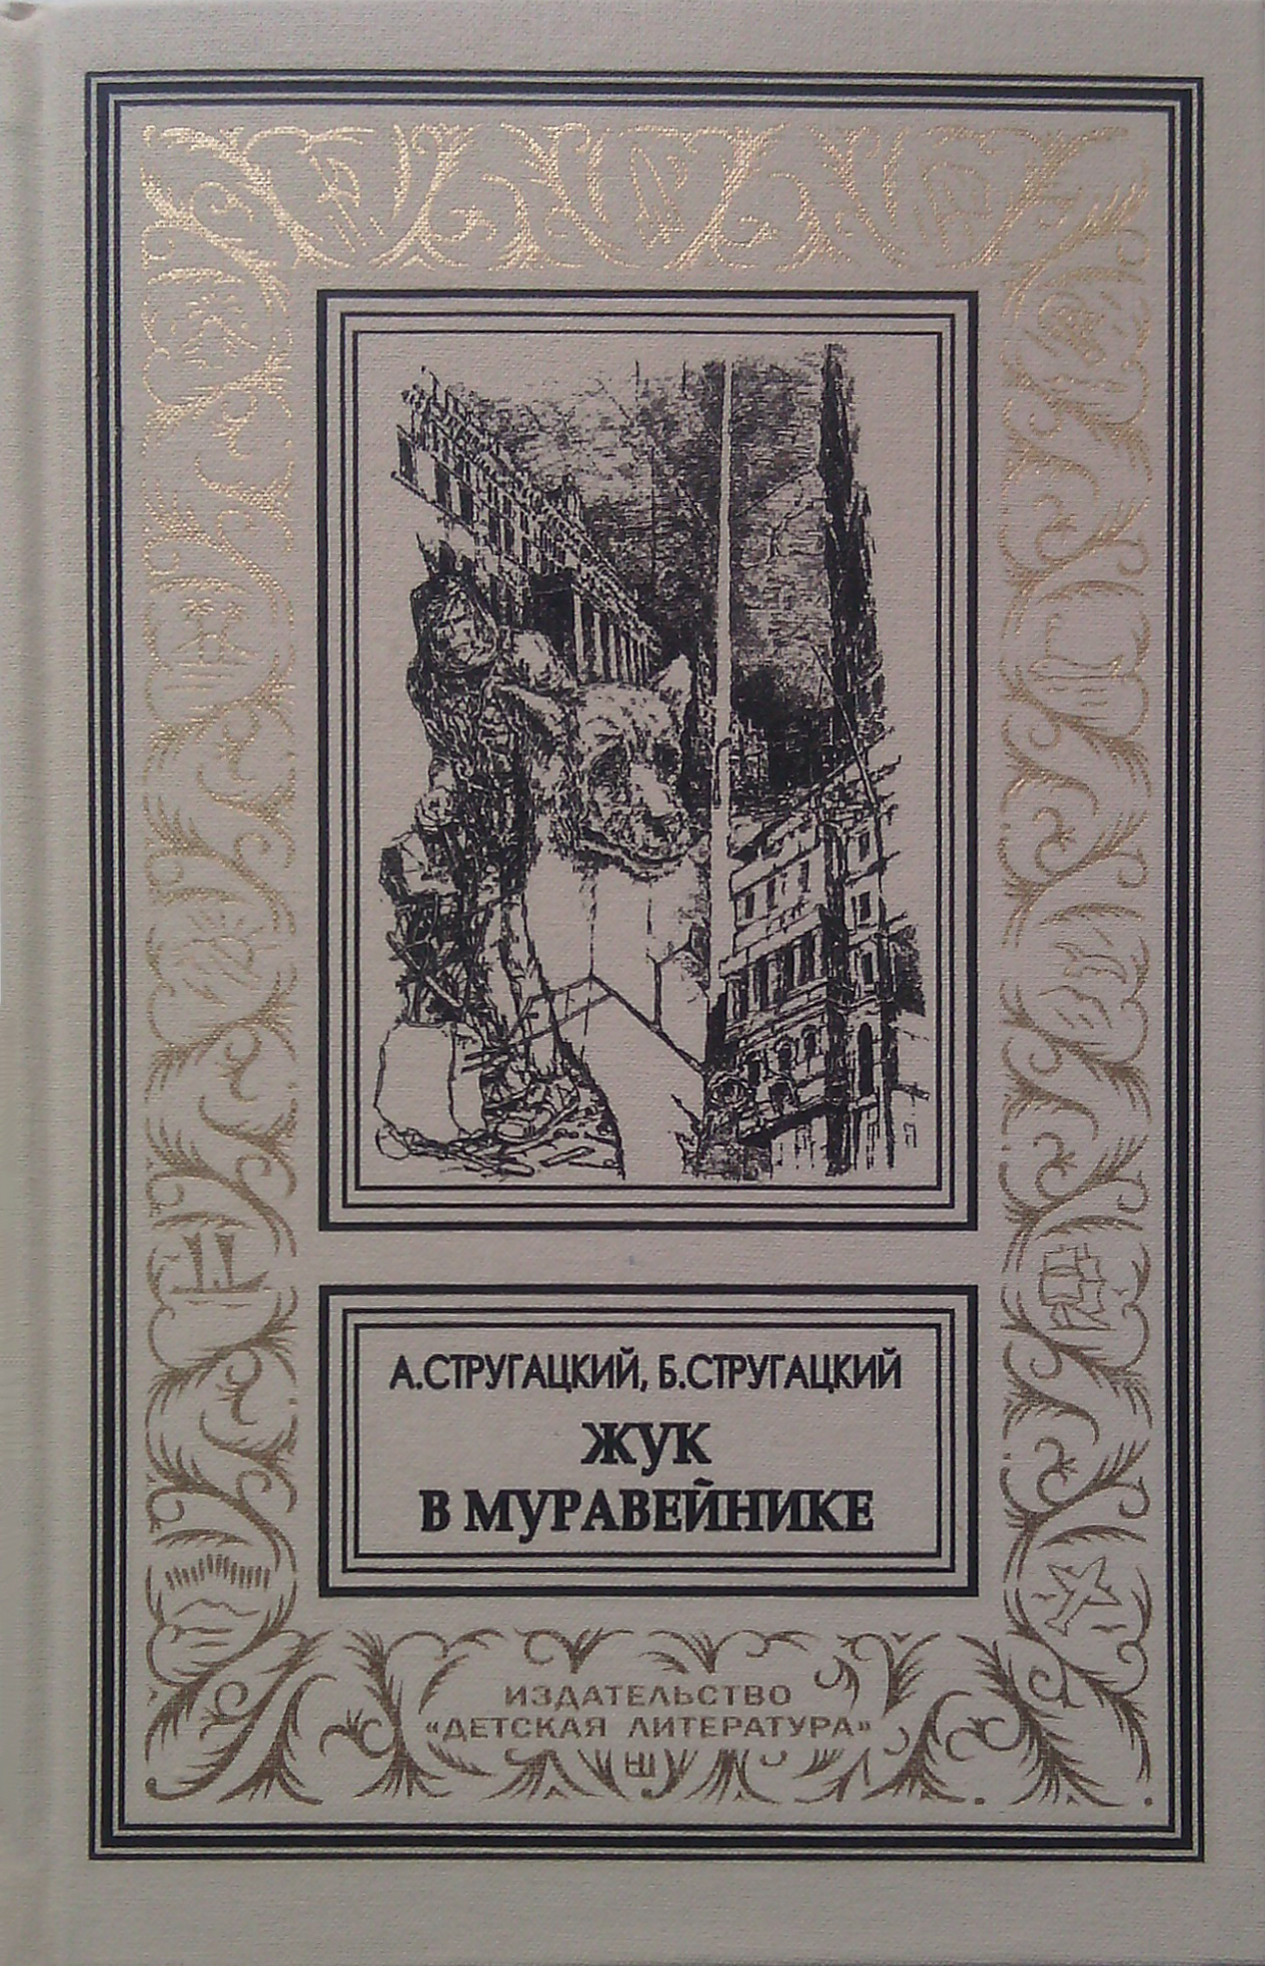 А.СТРУГАЦКИЙ, Б.СТРУГАЦКИЙ
ЖУК
В МУРАВЕЙНИКЕ
ИЗДАТЕЛЬСТВО
«ДЕТСКАЯ ЛИТЕРАТУРА»